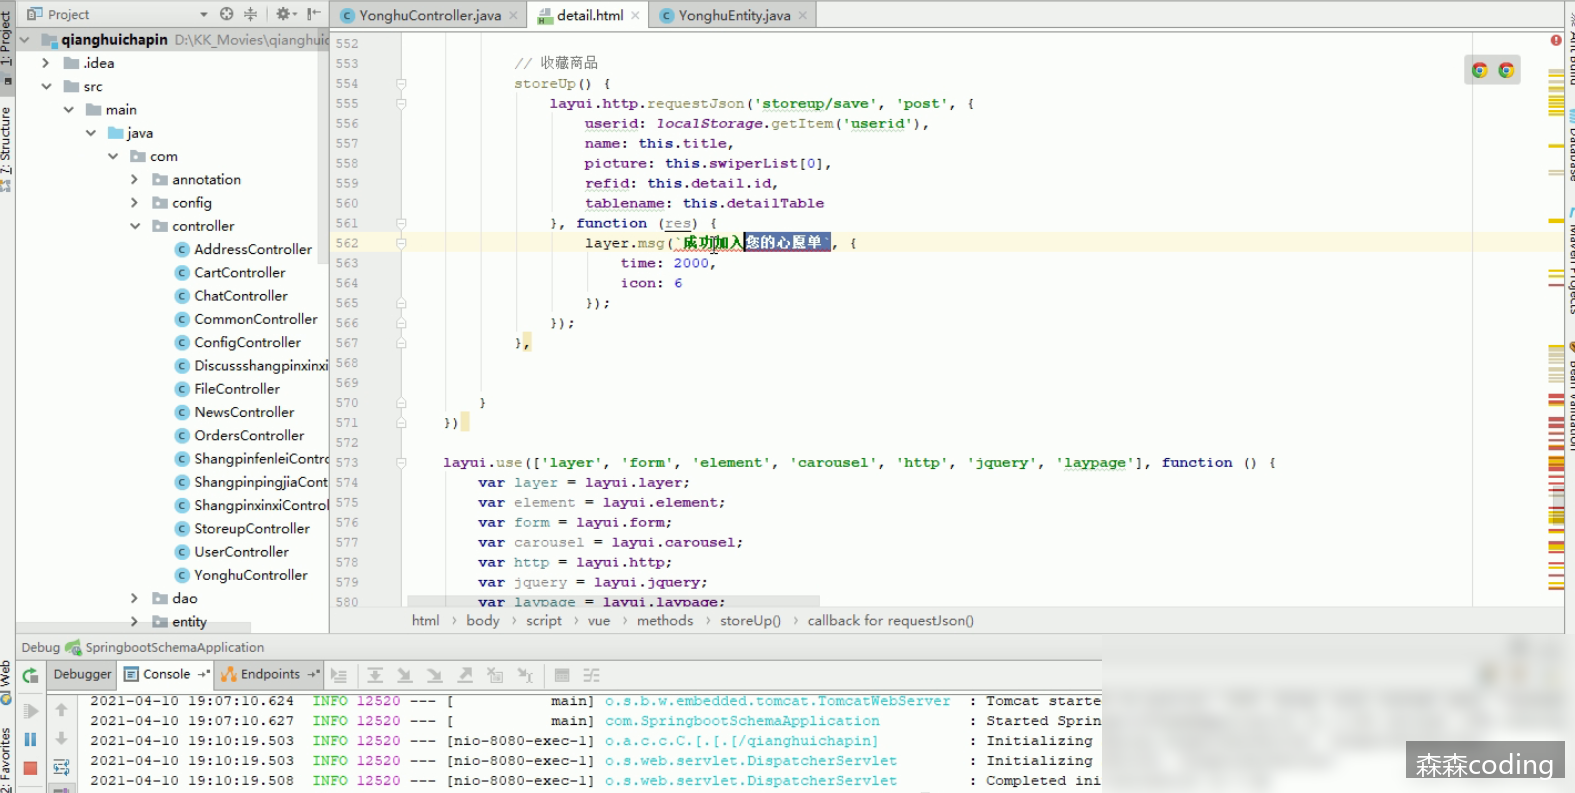 Project
YonghuController.java
detail.html
YonghuEntity.java
1: Project
7: Structure
Web
2: Favorites
qianghuichapin D:\KK_Movies\qianghuic
.idea
src
main
java
com
annotation
config
controller
AddressController
CartController
ChatController
CommonController
ConfigController
Discussshangpinxinxi
FileController
NewsController
OrdersController
ShangpinfenleiContro
ShangpinpingjiaCont
ShangpinxinxiControl
StoreupController
UserController
YonghuController
dao
entity
552
553 // 收藏商品
554 storeUp() {
555 layui.http.requestJson('storeup/save', 'post', {
556 userid: localStorage.getItem('userid'),
557 name: this.title,
558 picture: this.swiperList[0],
559 refid: this.detail.id,
560 tablename: this.detailTable
561 }, function (res) {
562 layer.msg(`成功加入您的心愿单`, {
563 time: 2000,
564 icon: 6
565 });
566 });
567 },
568
569
570 }
571 })
572
573 layui.use(['layer', 'form', 'element', 'carousel', 'http', 'jquery', 'laypage'], function () {
574 var layer = layui.layer;
575 var element = layui.element;
576 var form = layui.form;
577 var carousel = layui.carousel;
578 var http = layui.http;
579 var jquery = layui.jquery;
580 var laypage = layui.laypage;
html › body › script › vue › methods › storeUp() › callback for requestJson()
Ant Build
Database
Maven Projects
Bean Validation
Debug SpringbootSchemaApplication
Debugger Console Endpoints
2021-04-10 19:07:10.624 INFO 12520 --- [ main] o.s.b.w.embedded.tomcat.TomcatWebServer : Tomcat starte
2021-04-10 19:07:10.627 INFO 12520 --- [ main] com.SpringbootSchemaApplication : Started Sprin
2021-04-10 19:10:19.503 INFO 12520 --- [nio-8080-exec-1] o.a.c.c.C.[.[.[/qianghuichapin] : Initializing
2021-04-10 19:10:19.503 INFO 12520 --- [nio-8080-exec-1] o.s.web.servlet.DispatcherServlet : Initializing
2021-04-10 19:10:19.508 INFO 12520 --- [nio-8080-exec-1] o.s.web.servlet.DispatcherServlet : Completed ini
森森coding